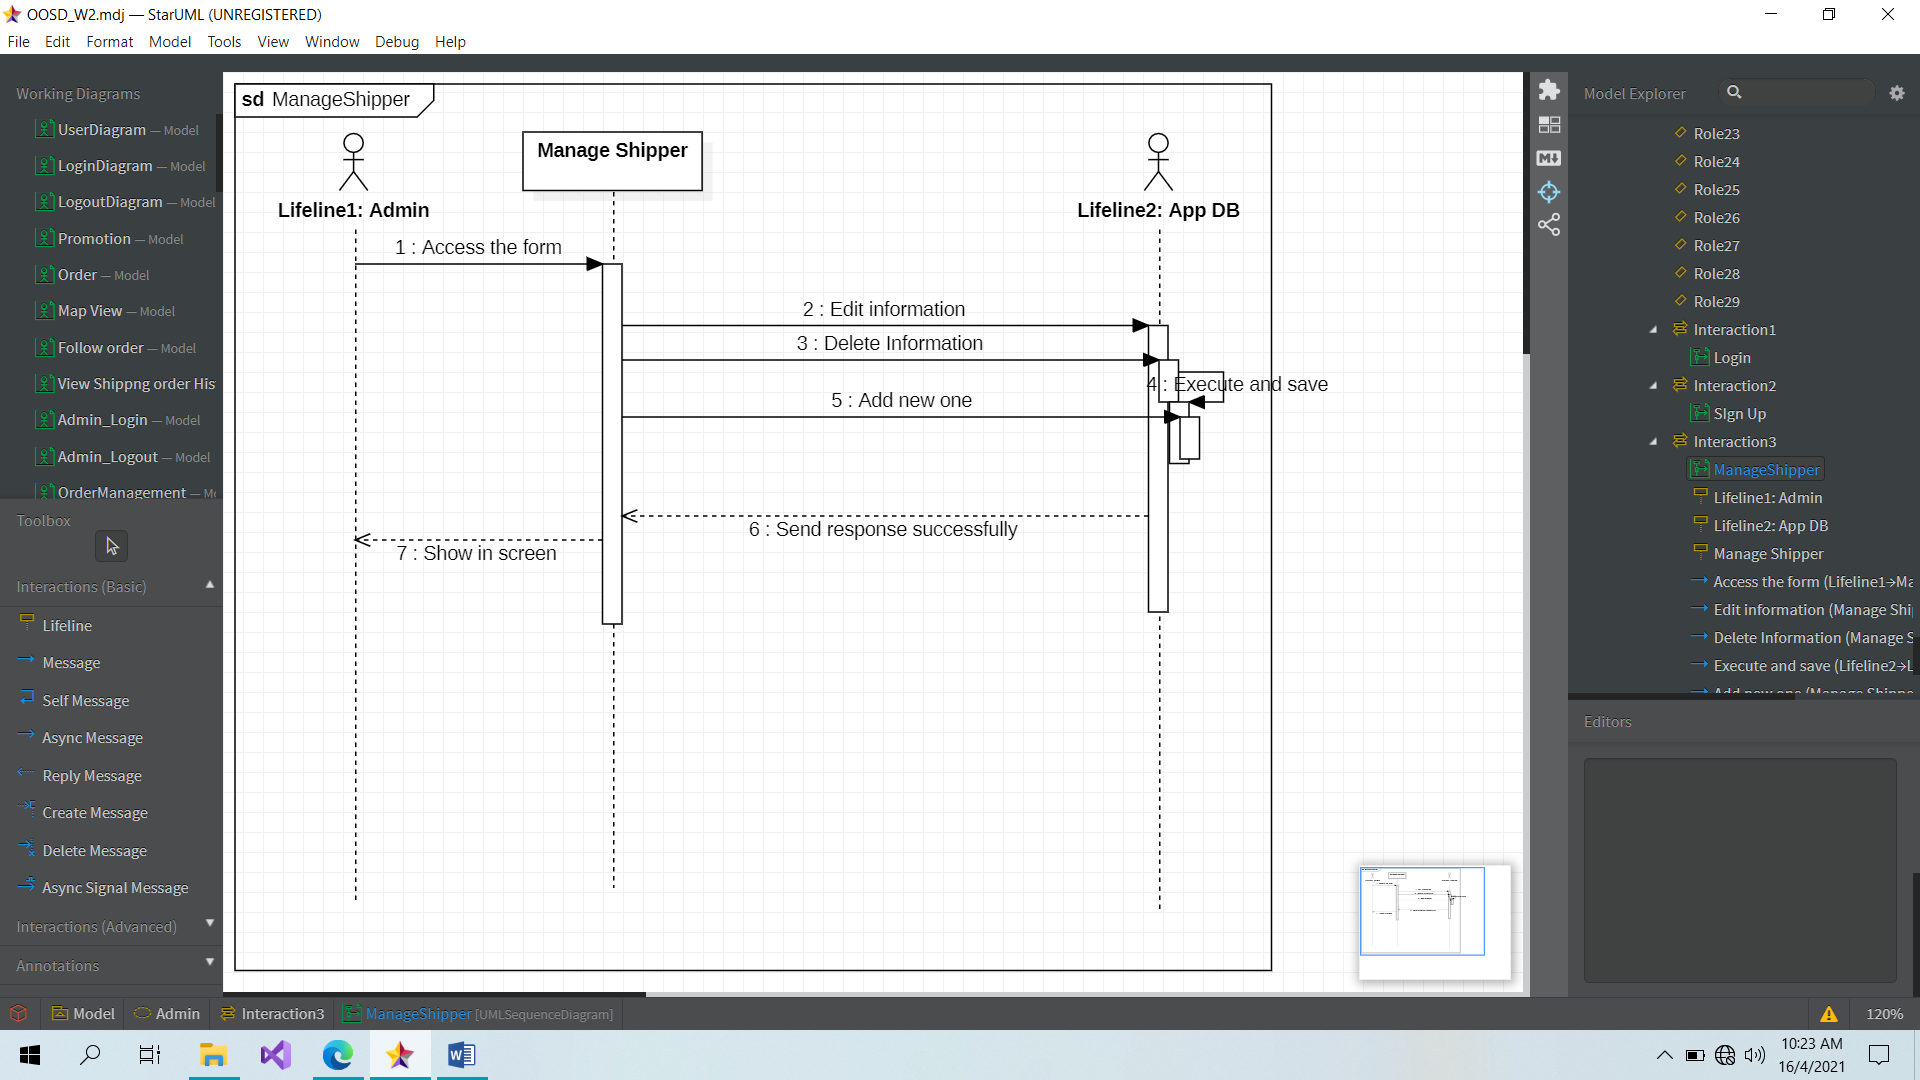 OOSD_W2.mdj — StarUML (UNREGISTERED)
File Edit Format Model Tools View Window Debug Help
Working Diagrams
UserDiagram — Model
LoginDiagram — Model
LogoutDiagram — Model
Promotion — Model
Order — Model
Map View — Model
Follow order — Model
View Shippng order His
Admin_Login — Model
Admin_Logout — Model
OrderManagement — Mo
Toolbox
Interactions (Basic)
Lifeline
Message
Self Message
Async Message
Reply Message
Create Message
Delete Message
Async Signal Message
Interactions (Advanced)
Annotations
sd ManageShipper
Manage Shipper
Lifeline1: Admin
Lifeline2: App DB
1 : Access the form
2 : Edit information
3 : Delete Information
4 : Execute and save
5 : Add new one
6 : Send response successfully
7 : Show in screen
Model Explorer
Role23
Role24
Role25
Role26
Role27
Role28
Role29
Interaction1
Login
Interaction2
SIgn Up
Interaction3
ManageShipper
Lifeline1: Admin
Lifeline2: App DB
Manage Shipper
Access the form (Lifeline1→Ma
Edit information (Manage Shi
Delete Information (Manage S
Execute and save (Lifeline2→L
Add new one (Manage Shippe
Editors
Model Admin Interaction3 ManageShipper [UMLSequenceDiagram]
120%
10:23 AM
16/4/2021